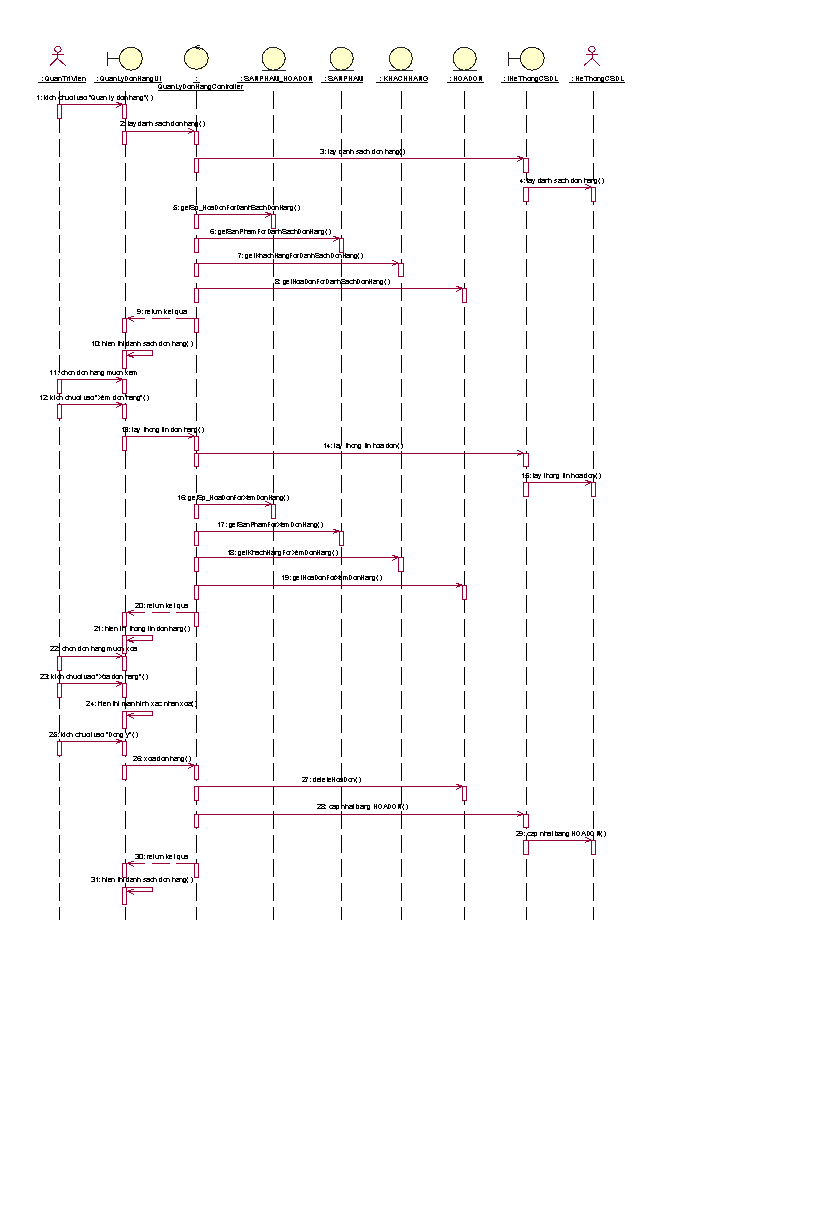 : QuanTriVien
: QuanLyDonHangUI
:
QuanLyDonHangController
: SANPHAM_HOADON
: SANPHAM
: KHACHHANG
: HOADON
: IHeThongCSDL
: HeThongCSDL
1: kich chuot vao "Quan ly don hang"( )
2: lay danh sach don hang( )
3: lay danh sach don hang( )
4: lay danh sach don hang( )
5: getSp_HoaDonForDanhSachDonHang( )
6: getSanPhamForDanhSachDonHang( )
7: getKhachHangForDanhSachDonHang( )
8: getHoaDonForDanhSachDonHang( )
9: return ket qua
10: hien thi danh sach don hang( )
11: chon don hang muon xem
12: kich chuot vao "Xem don hang"( )
13: lay thong tin don hang( )
14: lay thong tin hoa don( )
15: lay thong tin hoa don( )
16: getSp_HoaDonForXemDonHang( )
17: getSanPhamForXemDonHang( )
18: getKhachHangForXemDonHang( )
19: getHoaDonForXemDonHang( )
20: return ket qua
21: hien thi thong tin don hang( )
22: chon don hang muon xoa
23: kich chuot vao "Xoa don hang"( )
24: hien thi man hinh xac nhan xoa( )
25: kich chuot vao "Dong y"( )
26: xoa don hang( )
27: deleteHoaDon( )
28: cap nhat bang HOADON( )
29: cap nhat bang HOADON( )
30: return ket qua
31: hien thi danh sach don hang( )